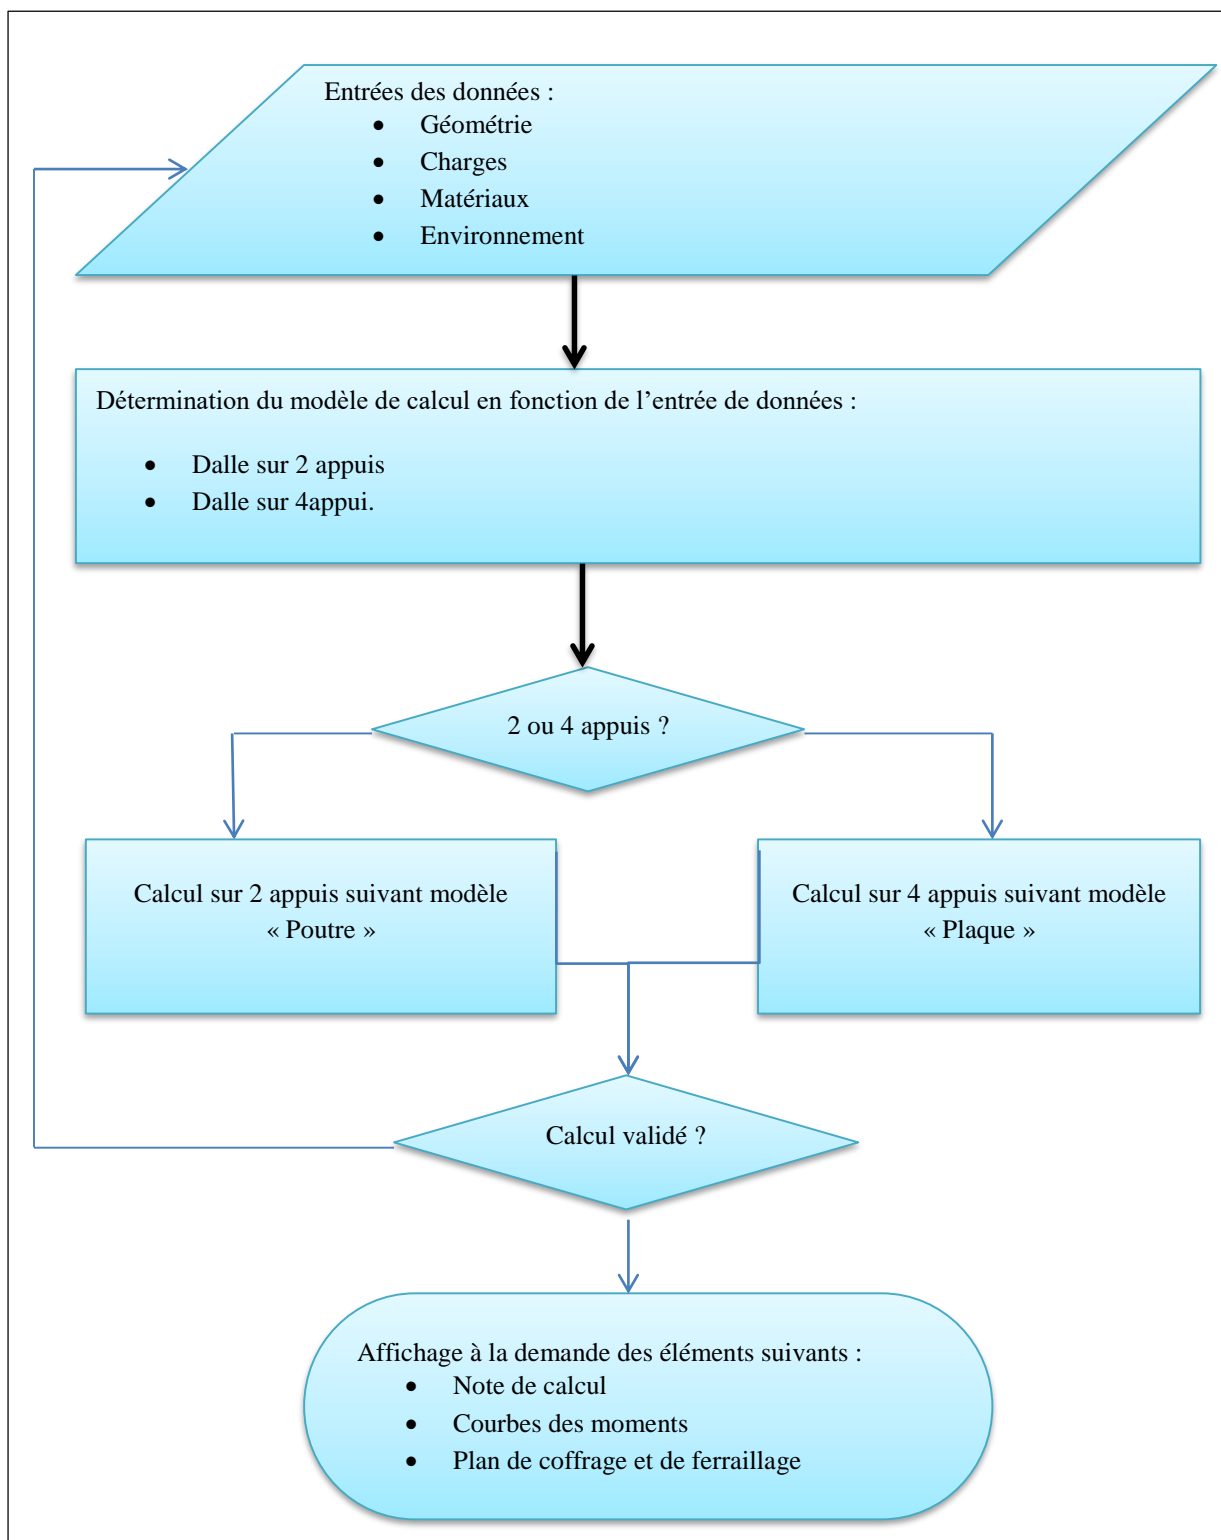 Entrées des données :
• Géométrie
• Charges
• Matériaux
• Environnement
Détermination du modèle de calcul en fonction de l’entrée de données :
• Dalle sur 2 appuis
• Dalle sur 4appui.
2 ou 4 appuis ?
Calcul sur 2 appuis suivant modèle
« Poutre »
Calcul sur 4 appuis suivant modèle
« Plaque »
Calcul validé ?
Affichage à la demande des éléments suivants :
• Note de calcul
• Courbes des moments
• Plan de coffrage et de ferraillage